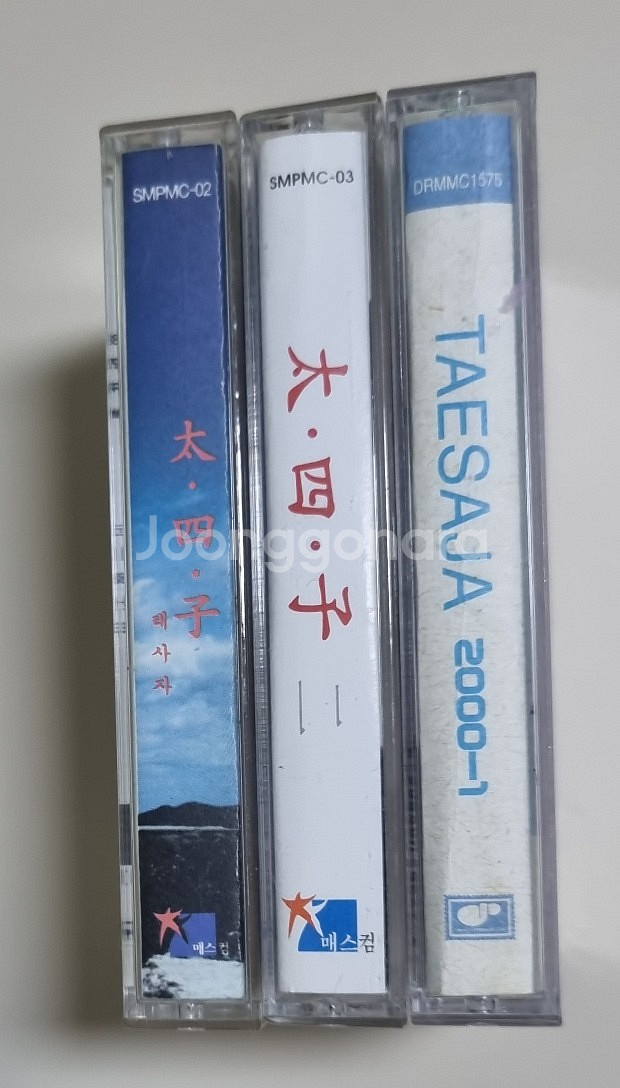 SMPMC-02
太·四·子
태사자
매스컴
SMPMC-03
太·四·子 二
매스컴
DRMMC1575
TAESAJA 2000-1
Joonggonara